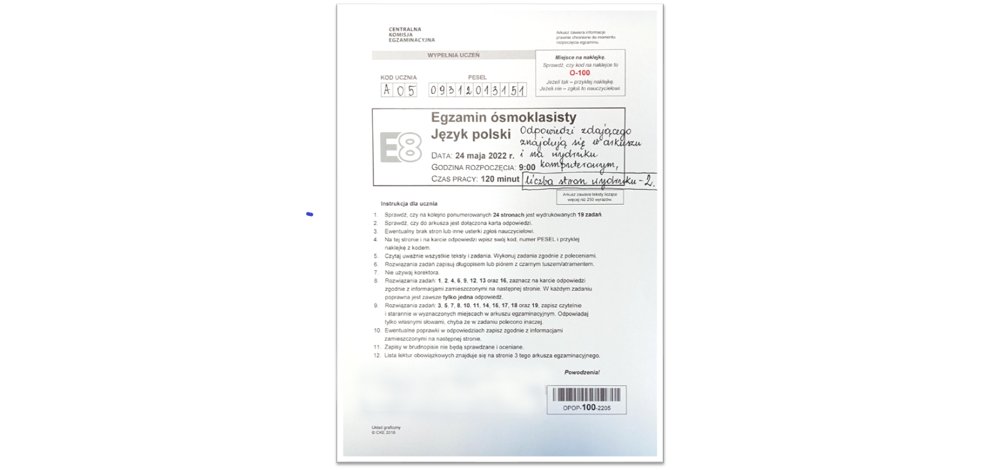 CENTRALNA
KOMISJA
EGZAMINACYJNA
Arkusz zawiera informacje
prawnie chronione do momentu
rozpoczęcia egzaminu.
WYPEŁNIA UCZEŃ
KOD UCZNIA
PESEL
A05
09312013151
Miejsce na naklejkę.
Sprawdź, czy kod na naklejce to
O-100.
Jeżeli tak – przyklej naklejkę.
Jeżeli nie – zgłoś to nauczycielowi.
E8
Egzamin ósmoklasisty
Język polski
DATA: 24 maja 2022 r.
GODZINA ROZPOCZĘCIA: 9:00
CZAS PRACY: 120 minut
Odpowiedzi zdającego
znajdują się w arkuszu
i na wydruku
komputerowym,
liczba stron wydruku-2.
Arkusz zawiera teksty liczące
więcej niż 250 wyrazów.
Instrukcja dla ucznia
1. Sprawdź, czy na kolejno ponumerowanych 24 stronach jest wydrukowanych 19 zadań.
2. Sprawdź, czy do arkusza jest dołączona karta odpowiedzi.
3. Ewentualny brak stron lub inne usterki zgłoś nauczycielowi.
4. Na tej stronie i na karcie odpowiedzi wpisz swój kod, numer PESEL i przyklej
naklejkę z kodem.
5. Czytaj uważnie wszystkie teksty i zadania. Wykonuj zadania zgodnie z poleceniami.
6. Rozwiązania zadań zapisuj długopisem lub piórem z czarnym tuszem/atramentem.
7. Nie używaj korektora.
8. Rozwiązania zadań: 1, 2, 4, 6, 9, 12, 13 oraz 16, zaznacz na karcie odpowiedzi
zgodnie z informacjami zamieszczonymi na następnej stronie. W każdym zadaniu
poprawna jest zawsze tylko jedna odpowiedź.
9. Rozwiązania zadań: 3, 5, 7, 8, 10, 11, 14, 15, 17, 18 oraz 19, zapisz czytelnie
i starannie w wyznaczonych miejscach w arkuszu egzaminacyjnym. Odpowiadaj
tylko własnymi słowami, chyba że w zadaniu polecono inaczej.
10. Ewentualne poprawki w odpowiedziach zapisz zgodnie z informacjami
zamieszczonymi na następnej stronie.
11. Zapisy w brudnopisie nie będą sprawdzane i oceniane.
12. Lista lektur obowiązkowych znajduje się na stronie 3 tego arkusza egzaminacyjnego.
Powodzenia!
OPOP-100-2205
Układ graficzny
© CKE 2018